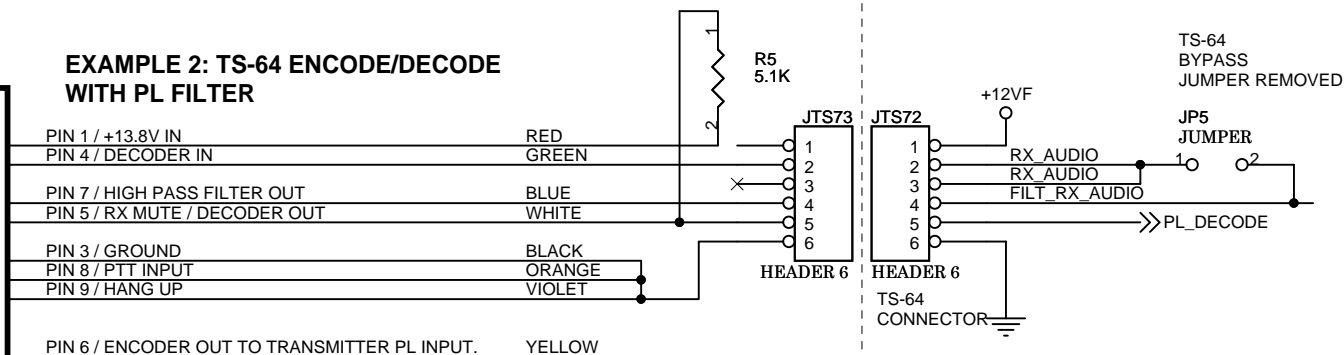 EXAMPLE 2: TS-64 ENCODE/DECODE
WITH PL FILTER
1
R5
5.1K
2
TS-64
BYPASS
JUMPER REMOVED
+12VF
JP5
JUMPER
1 2
JTS73 JTS72
PIN 1 / +13.8V IN RED
PIN 4 / DECODER IN GREEN
PIN 7 / HIGH PASS FILTER OUT BLUE
PIN 5 / RX MUTE / DECODER OUT WHITE
PIN 3 / GROUND BLACK
PIN 8 / PTT INPUT ORANGE
PIN 9 / HANG UP VIOLET
PIN 6 / ENCODER OUT TO TRANSMITTER PL INPUT. YELLOW
1
2
3
4
5
6
HEADER 6
1
2
3
4
5
6
HEADER 6
RX_AUDIO
RX_AUDIO
FILT_RX_AUDIO
PL_DECODE
TS-64
CONNECTOR